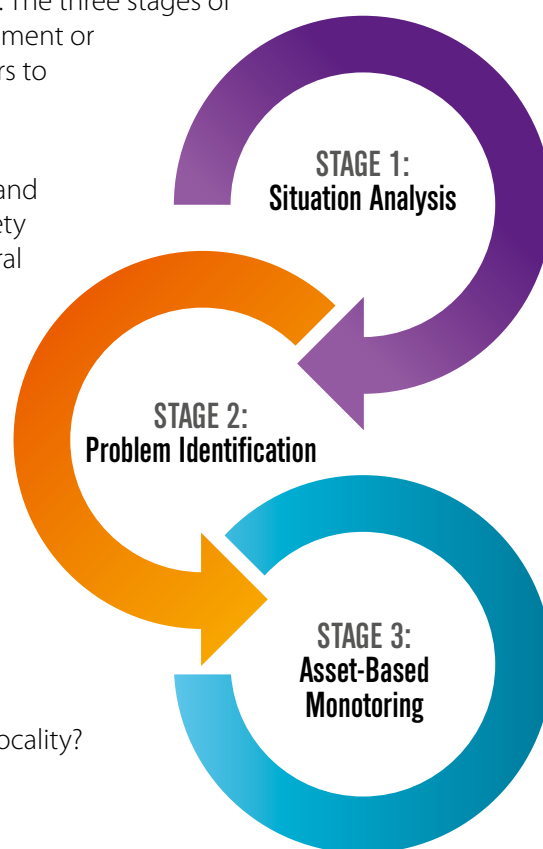 . The three stages of
ment or
rs to
and
ety
ral
STAGE 1:
Situation Analysis
STAGE 2:
Problem Identification
STAGE 3:
Asset-Based
Monotoring
ocality?